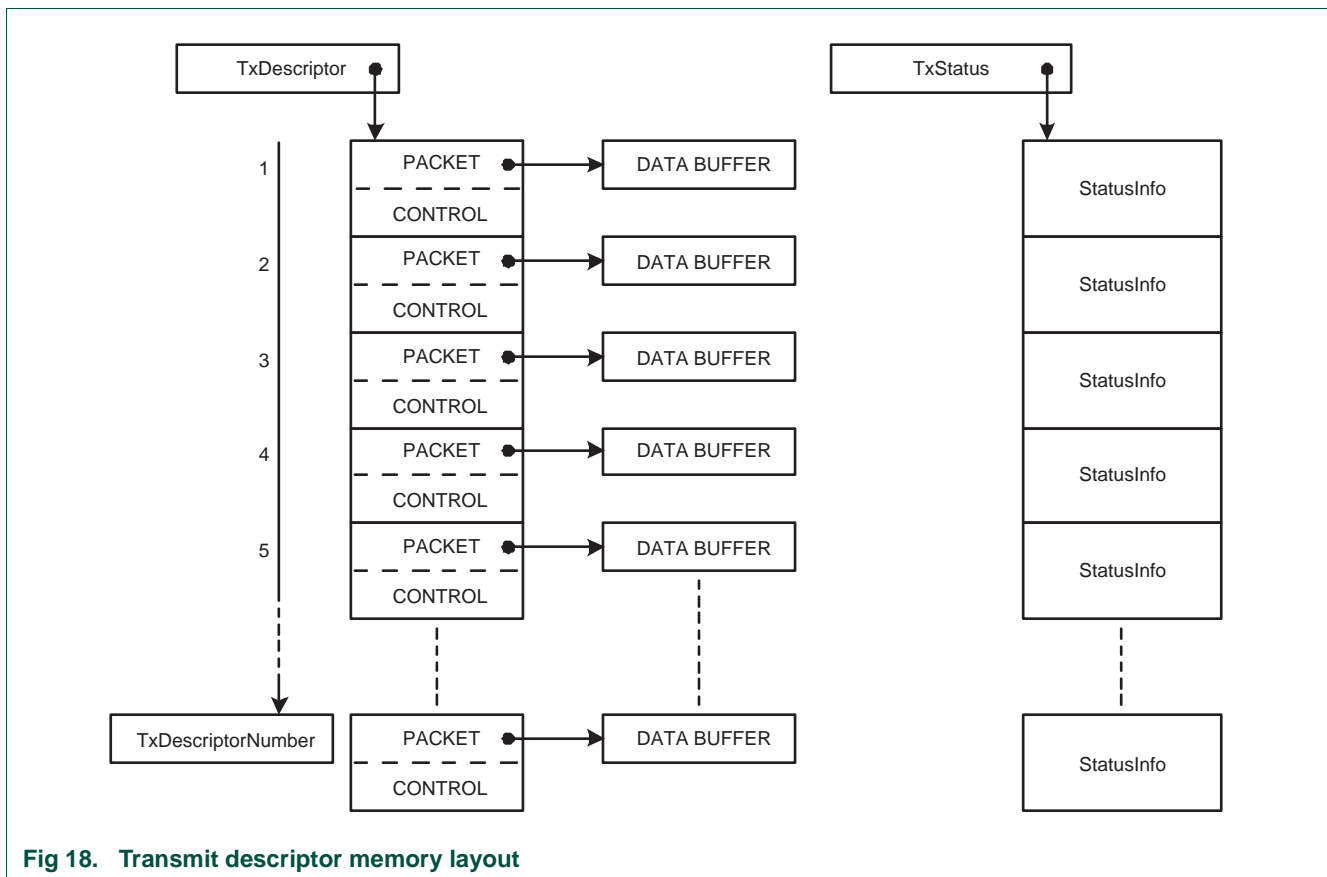 TxDescriptor
TxStatus
1
PACKET
DATA BUFFER
StatusInfo
CONTROL
2
PACKET
DATA BUFFER
StatusInfo
CONTROL
3
PACKET
DATA BUFFER
StatusInfo
CONTROL
4
PACKET
DATA BUFFER
StatusInfo
CONTROL
5
PACKET
DATA BUFFER
StatusInfo
CONTROL
TxDescriptorNumber
PACKET
DATA BUFFER
StatusInfo
CONTROL
Fig 18. Transmit descriptor memory layout